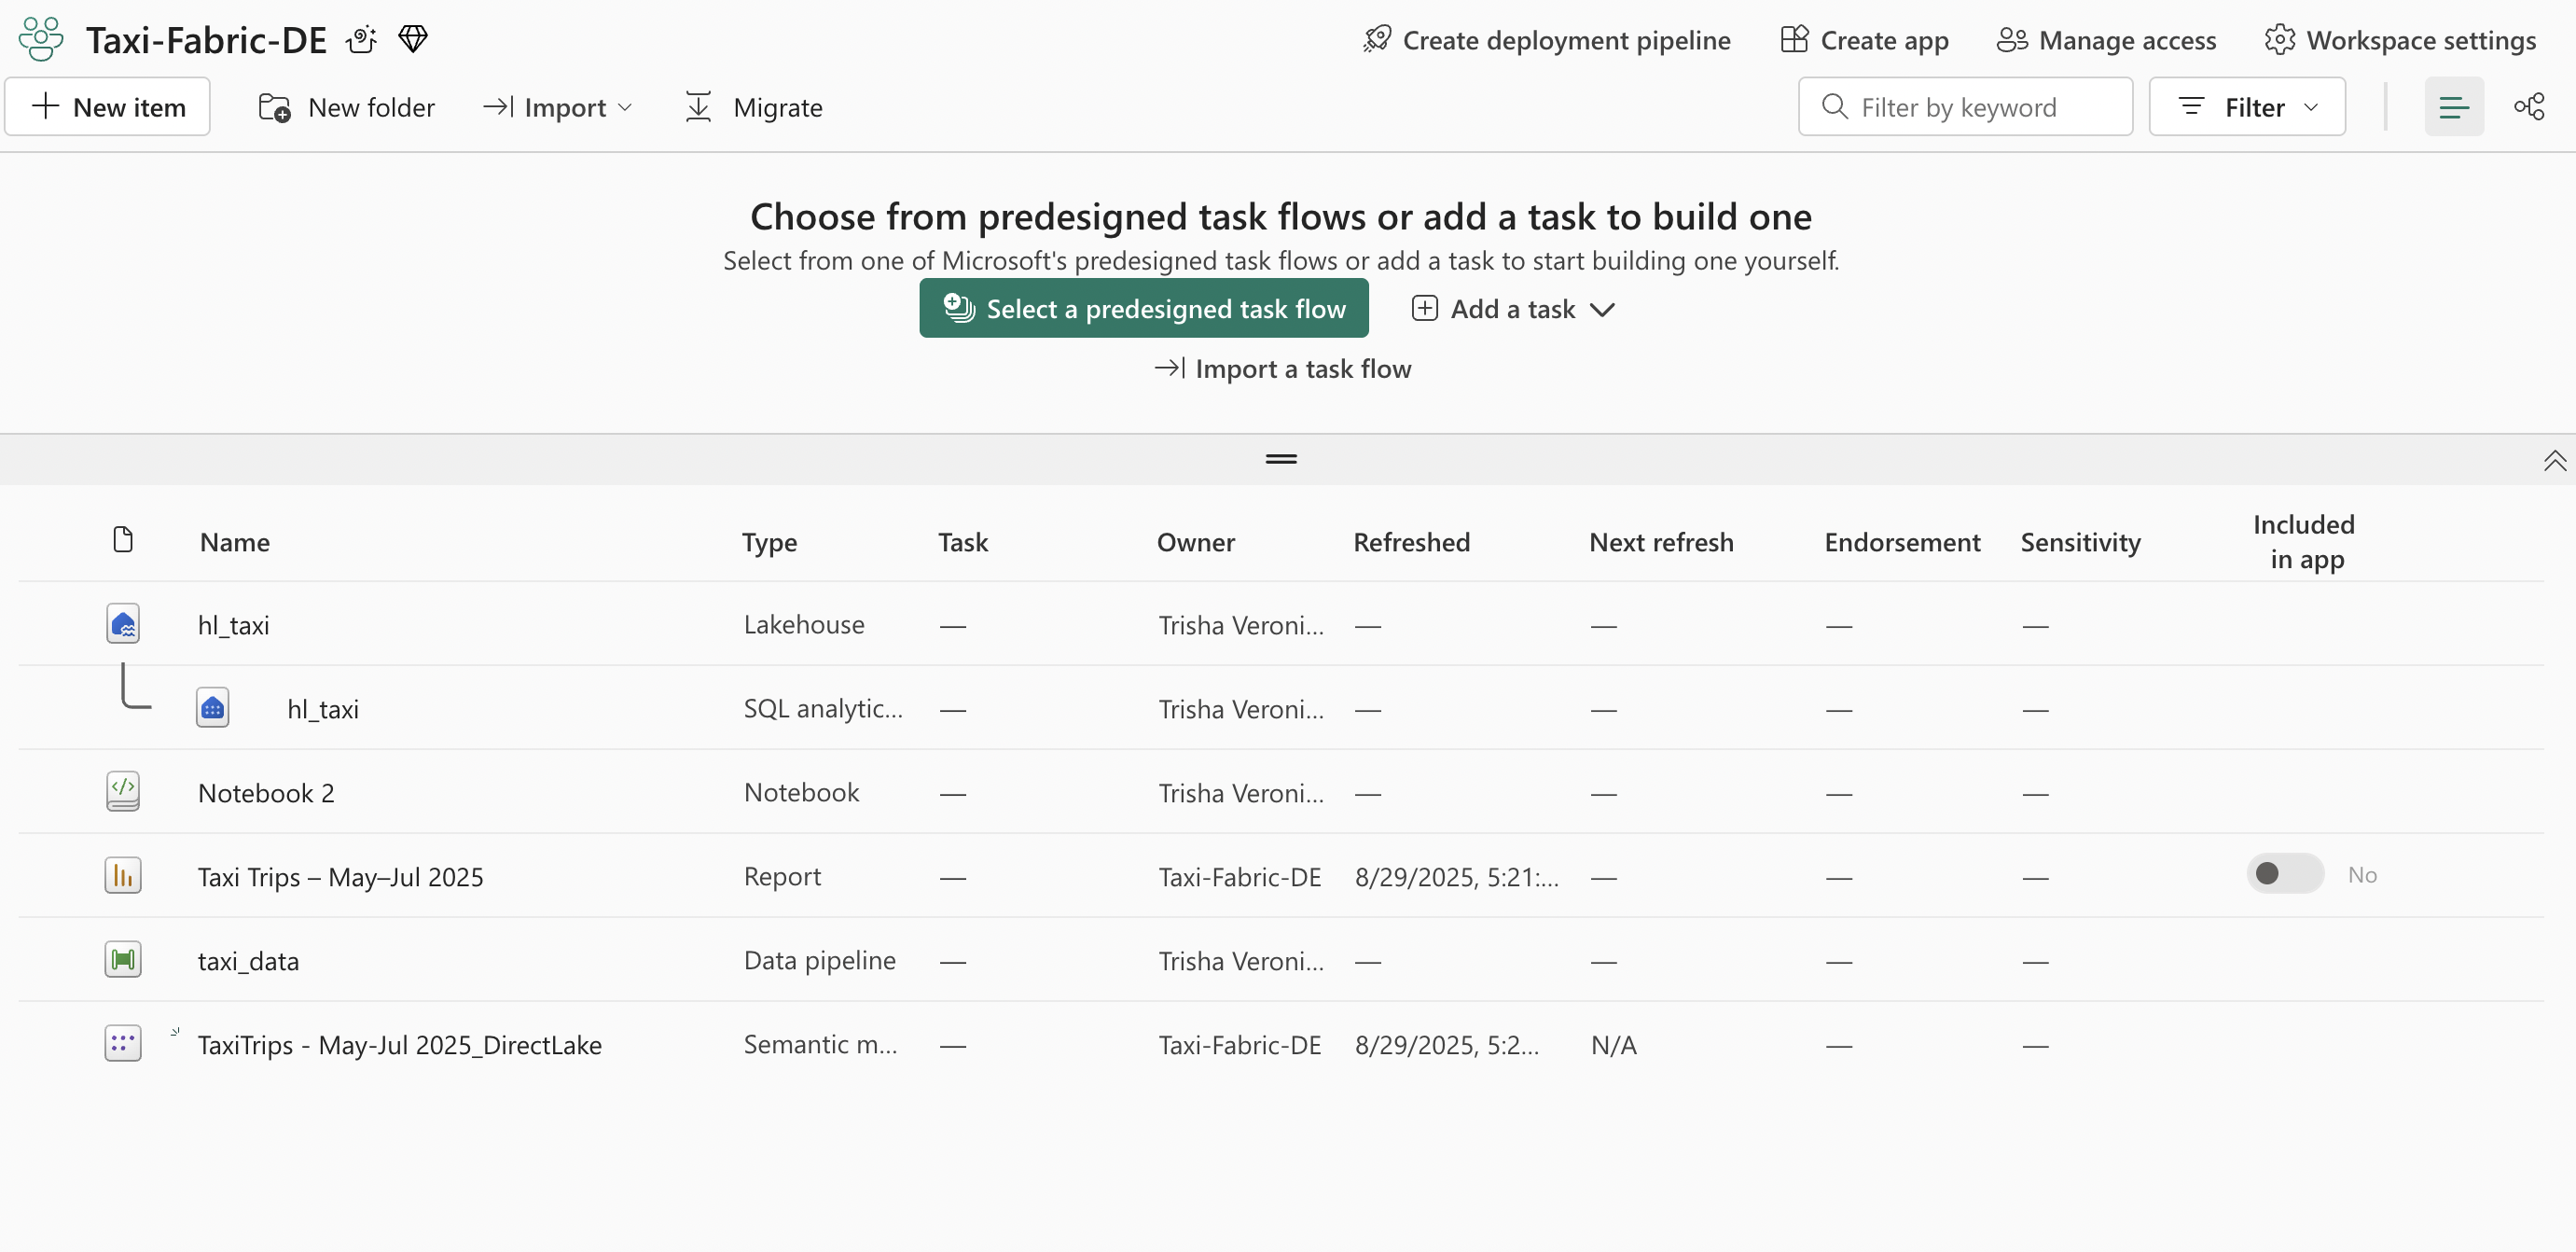 Taxi-Fabric-DE
Create deployment pipeline Create app Manage access Workspace settings
New item New folder Import Migrate Filter by keyword Filter
Choose from predesigned task flows or add a task to build one
Select from one of Microsoft's predesigned task flows or add a task to start building one yourself.
Select a predesigned task flow Add a task
Import a task flow
Name Type Task Owner Refreshed Next refresh Endorsement Sensitivity Included in app
hl_taxi Lakehouse — Trisha Veroni... — — — —
hl_taxi SQL analytic... — Trisha Veroni... — — — —
Notebook 2 Notebook — Trisha Veroni... — — — —
Taxi Trips – May–Jul 2025 Report — Taxi-Fabric-DE 8/29/2025, 5:21:... — — — No
taxi_data Data pipeline — Trisha Veroni... — — — —
TaxiTrips - May-Jul 2025_DirectLake Semantic m... — Taxi-Fabric-DE 8/29/2025, 5:2... N/A — —